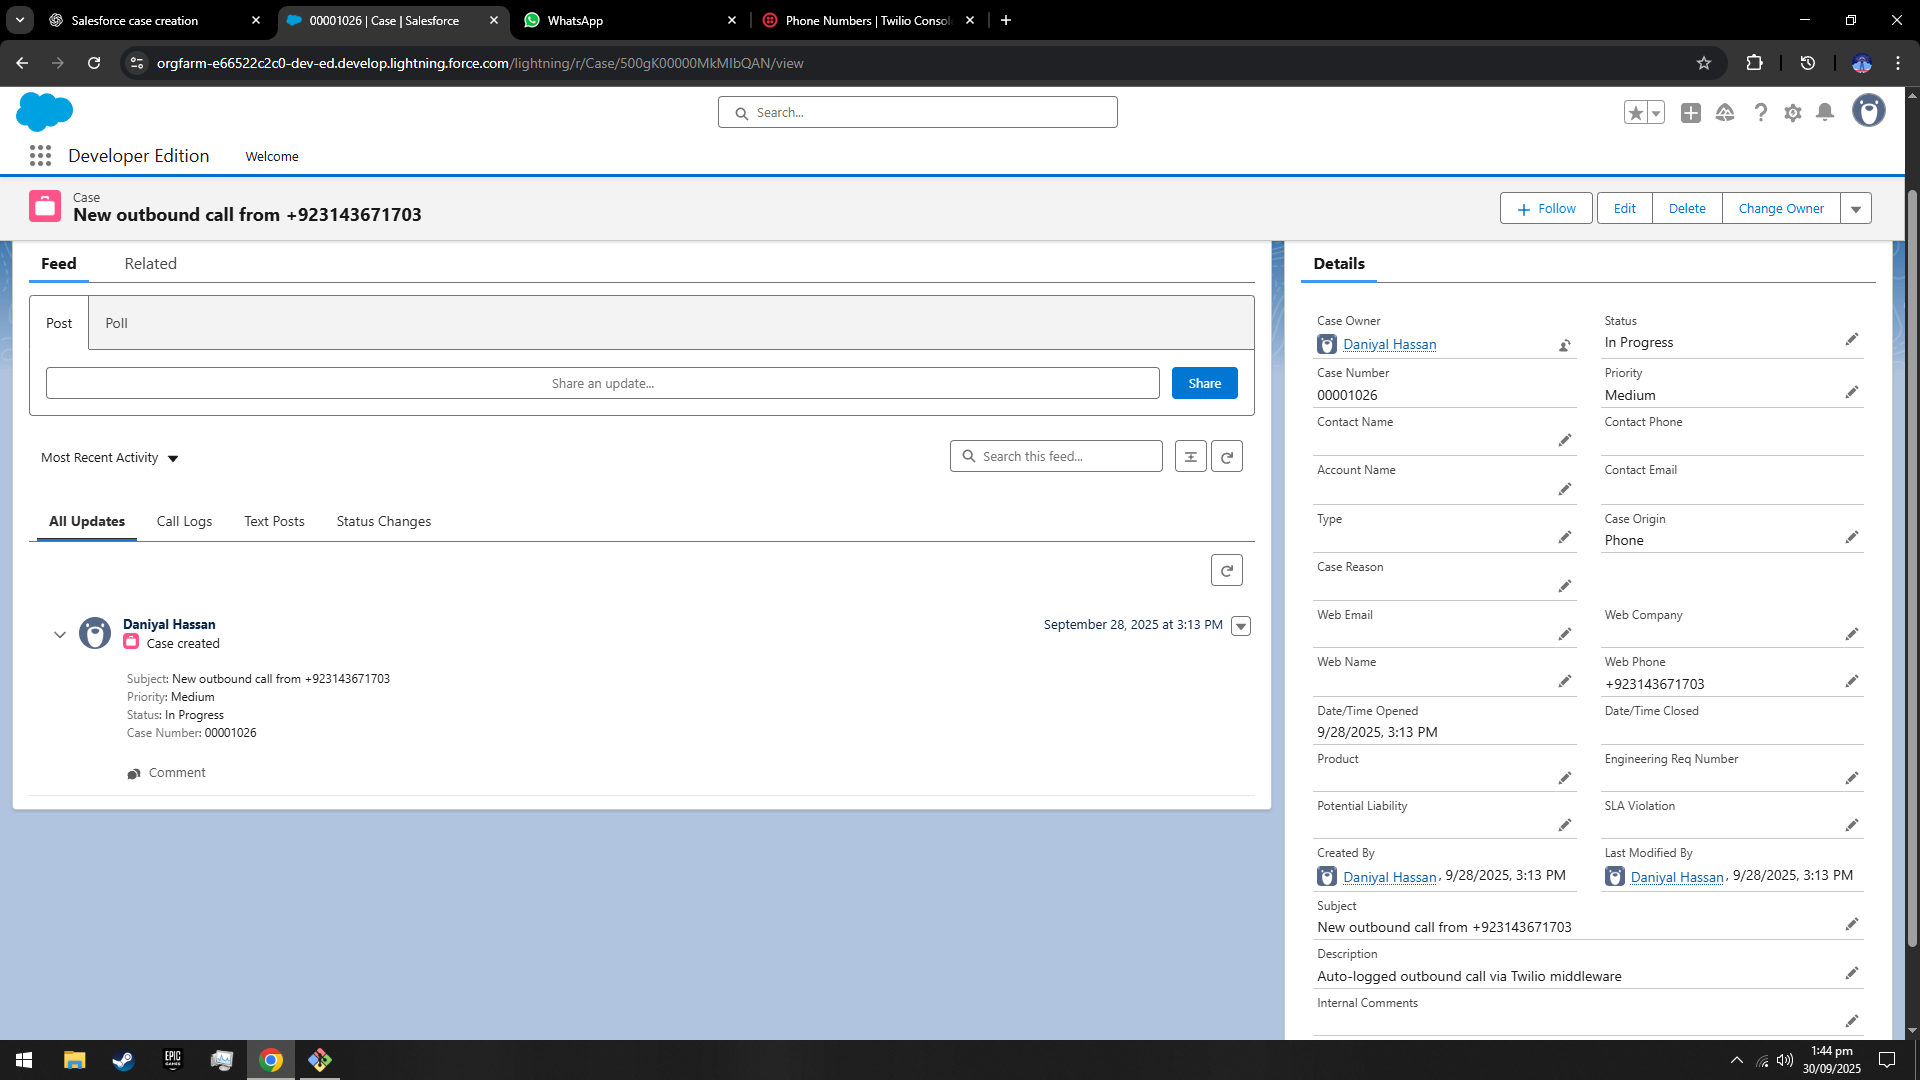 Salesforce case creation
00001026 | Case | Salesforce
WhatsApp
Phone Numbers | Twilio Consol
orgfarm-e66522c2c0-dev-ed.develop.lightning.force.com/lightning/r/Case/500gK00000MkMIbQAN/view
Search...
Developer Edition
Welcome
Case
New outbound call from +923143671703
Follow
Edit
Delete
Change Owner
Feed
Related
Post
Poll
Share an update...
Share
Most Recent Activity
Search this feed...
All Updates
Call Logs
Text Posts
Status Changes
Daniyal Hassan
Case created
September 28, 2025 at 3:13 PM
Subject: New outbound call from +923143671703
Priority: Medium
Status: In Progress
Case Number: 00001026
Comment
Details
Case Owner
Daniyal Hassan
Status
In Progress
Case Number
00001026
Priority
Medium
Contact Name
Contact Phone
Account Name
Contact Email
Type
Case Origin
Phone
Case Reason
Web Email
Web Company
Web Name
Web Phone
+923143671703
Date/Time Opened
9/28/2025, 3:13 PM
Date/Time Closed
Product
Engineering Req Number
Potential Liability
SLA Violation
Created By
Daniyal Hassan, 9/28/2025, 3:13 PM
Last Modified By
Daniyal Hassan, 9/28/2025, 3:13 PM
Subject
New outbound call from +923143671703
Description
Auto-logged outbound call via Twilio middleware
Internal Comments
EPIC
GAMES
1:44 pm
30/09/2025